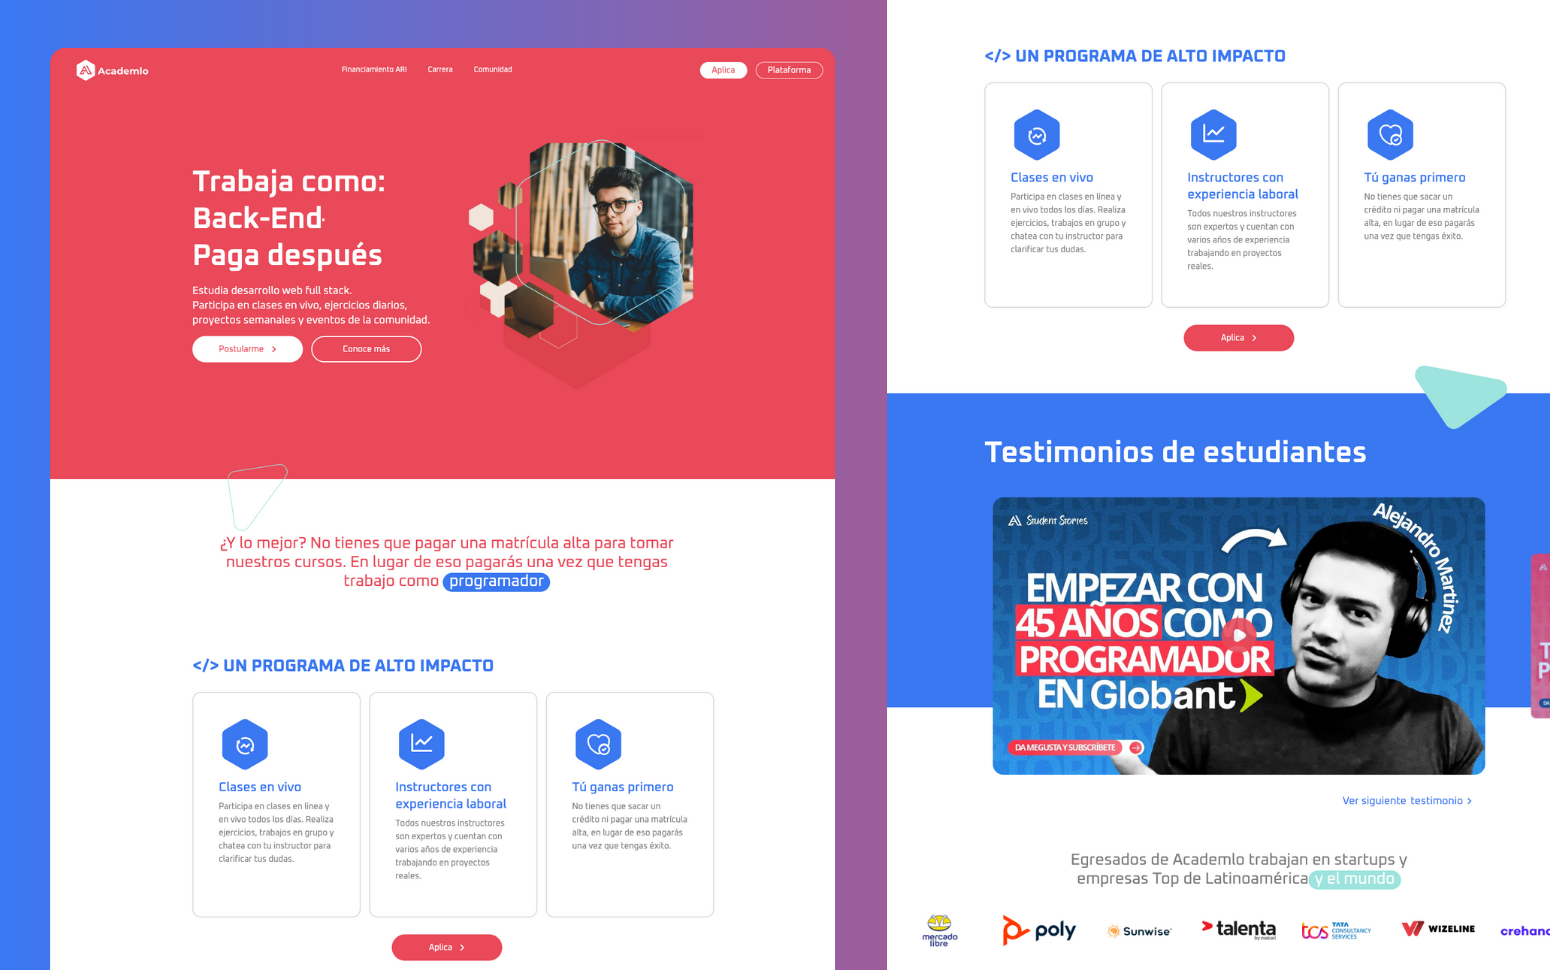 Academlo
Financiamiento ARI
Carrera
Comunidad
Aplica
Plataforma
Trabaja como:
Back-End
Paga después
Estudia desarrollo web full stack.
Participa en clases en vivo, ejercicios diarios,
proyectos semanales y eventos de la comunidad.
Postularme >
Conoce más
¿Y lo mejor? No tienes que pagar una matrícula alta para tomar
nuestros cursos. En lugar de eso pagarás una vez que tengas
trabajo como programador
</> UN PROGRAMA DE ALTO IMPACTO
Clases en vivo
Participa en clases en línea y
en vivo todos los días. Realiza
ejercicios, trabajos en grupo y
chatea con tu instructor para
clarificar tus dudas.
Instructores con
experiencia laboral
Todos nuestros instructores
son expertos y cuentan con
varios años de experiencia
trabajando en proyectos
reales.
Tú ganas primero
No tienes que sacar un
crédito ni pagar una matrícula
alta, en lugar de eso pagarás
una vez que tengas éxito.
Aplica >
</> UN PROGRAMA DE ALTO IMPACTO
Clases en vivo
Participa en clases en línea y
en vivo todos los días. Realiza
ejercicios, trabajos en grupo y
chatea con tu instructor para
clarificar tus dudas.
Instructores con
experiencia laboral
Todos nuestros instructores
son expertos y cuentan con
varios años de experiencia
trabajando en proyectos
reales.
Tú ganas primero
No tienes que sacar un
crédito ni pagar una matrícula
alta, en lugar de eso pagarás
una vez que tengas éxito.
Aplica >
Testimonios de estudiantes
Student Stories
Alejandro Martinez
EMPEZAR CON
45 AÑOS COMO
PROGRAMADOR
EN Globant
DA MEGUSTA Y SUBSCRÍBETE
Ver siguiente testimonio >
Egresados de Academlo trabajan en startups y
empresas Top de Latinoamérica y el mundo
mercado
libre
poly
Sunwise
talenta
by mekari
tcs
TATA
CONSULTANCY
SERVICES
WIZELINE
crehana